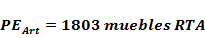 PE_Art = 1803 muebles RTA